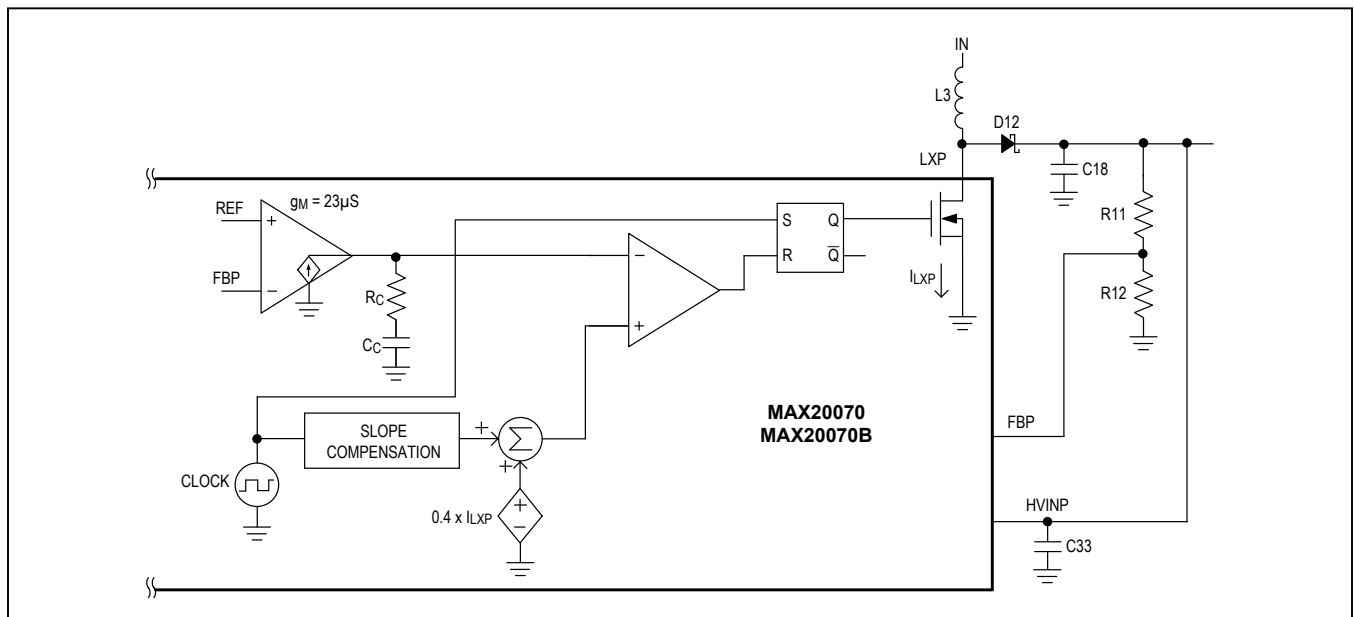 IN
L3
D12
LXP
C18
gM = 23µS
REF
FBP
S
Q
R
Q̅
R11
ILXP
R12
RC
CC
MAX20070
MAX20070B
FBP
SLOPE
COMPENSATION
Σ
CLOCK
HVINP
0.4 x ILXP
C33